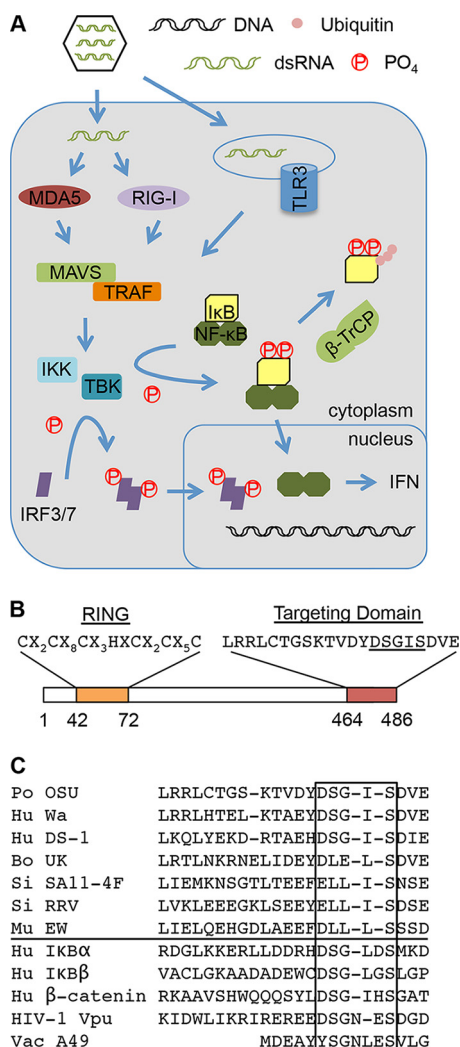 A
DNA
Ubiquitin
dsRNA
P
PO4
MDA5
RIG-I
TLR3
MAVS
TRAF
IκB
NF-κB
P P
P P
β-TrCP
IKK
TBK
P
P
cytoplasm
nucleus
P P
P P
IFN
IRF3/7
B
RING
Targeting Domain
CX2CX8CX3HXCX2CX5C
LRRLCTGSKTVDYDSGISDVE
1
42
72
464
486
C
Po OSU LRRLCTGS-KTVDYDSG-I-SDVE
Hu Wa LRRLHTEL-KTAEYDSG-I-SDVE
Hu DS-1 LKQLYEKD-RTAEHDSG-I-SDIE
Bo UK LRTLNKRNELIDEYDLE-L-SDVE
Si SA11-4F LIEMKNSGTLTEEFELL-I-SNSE
Si RRV LVKLEEEGKLSEEYELL-I-SDSE
Mu EW LIELQEHGDLAEEFDLL-L-SSSD
Hu IκBα RDGLKKERLLDDRHDSG-LDSMKD
Hu IκBβ VACLGKAADADEWCDSG-LGSLGP
Hu β-catenin RKAAVSHWQQQSYLDSG-IHSGAT
HIV-1 Vpu KIDWLIKRIREREEDSGN-ESDGD
Vac A49 MDEAYYSGNLESVLG